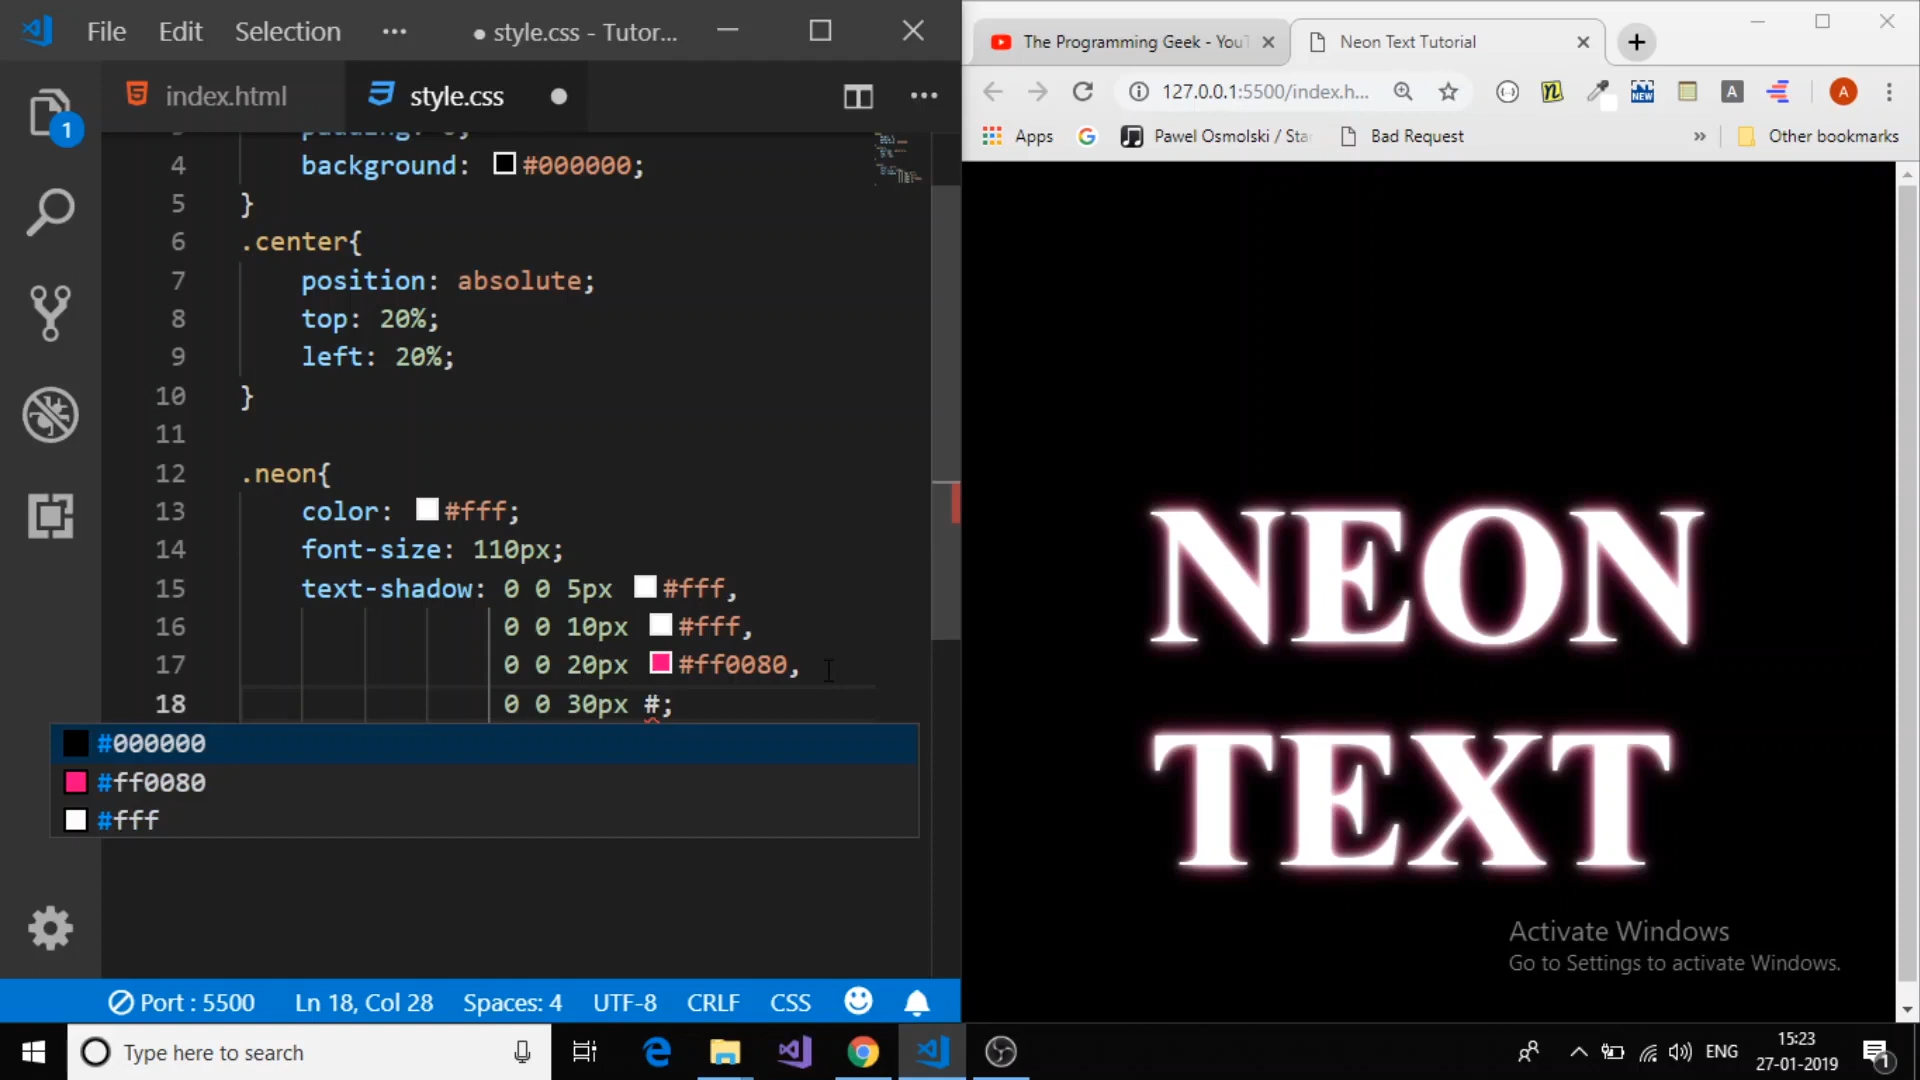 File Edit Selection ··· ● style.css - Tutor...
index.html style.css ●
4 background: #000000;
5 }
6 .center{
7 position: absolute;
8 top: 20%;
9 left: 20%;
10 }
11
12 .neon{
13 color: #fff;
14 font-size: 110px;
15 text-shadow: 0 0 5px #fff,
16 0 0 10px #fff,
17 0 0 20px #ff0080,
18 0 0 30px #;
#000000
#ff0080
#fff
1
Port : 5500 Ln 18, Col 28 Spaces: 4 UTF-8 CRLF CSS
The Programming Geek - YouT
Neon Text Tutorial
127.0.0.1:5500/index.h...
NEW
A
A
Apps
Pawel Osmolski / Sta
Bad Request
»
Other bookmarks
NEON
TEXT
Activate Windows
Go to Settings to activate Windows.
Type here to search
ENG
15:23
27-01-2019
1